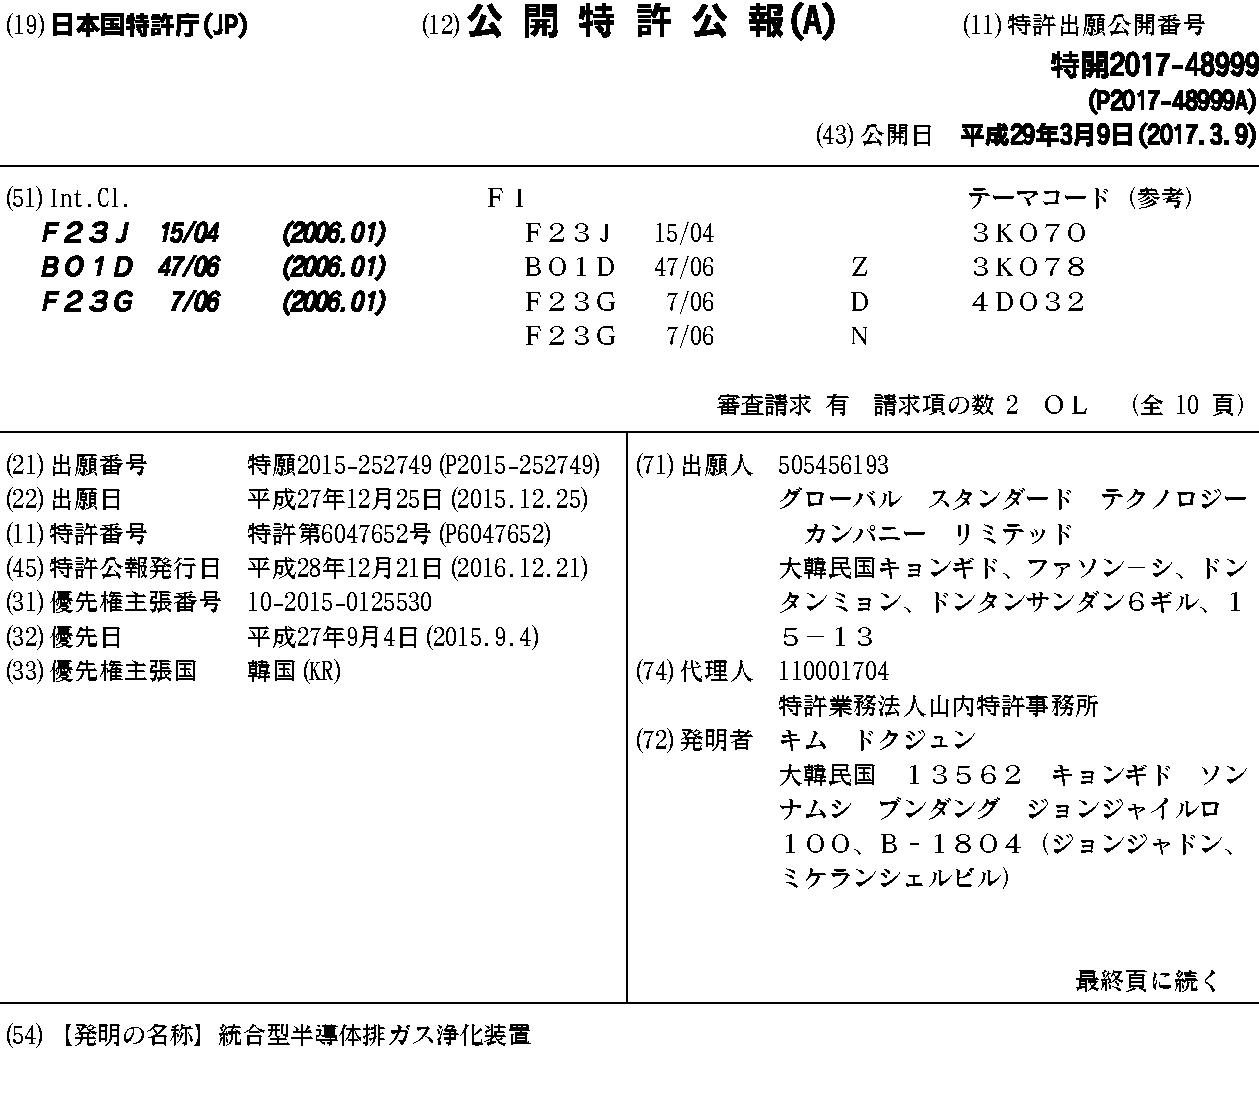 (19)日本国特許庁(JP) (12)公開特許公報(A) (11)特許出願公開番号
特開2017-48999
(P2017-48999A)
(43)公開日 平成29年3月9日(2017.3.9)
(51)Int.Cl. ＦＩ テーマコード（参考）
Ｆ２３Ｊ 15/04 (2006.01) Ｆ２３Ｊ 15/04 ３Ｋ０７０
Ｂ０１Ｄ 47/06 (2006.01) Ｂ０１Ｄ 47/06 Ｚ ３Ｋ０７８
Ｆ２３Ｇ 7/06 (2006.01) Ｆ２３Ｇ 7/06 Ｄ ４Ｄ０３２
Ｆ２３Ｇ 7/06 Ｎ
審査請求 有 請求項の数 2 ＯＬ （全 10 頁）
(21)出願番号 特願2015-252749(P2015-252749)
(22)出願日 平成27年12月25日(2015.12.25)
(11)特許番号 特許第6047652号(P6047652)
(45)特許公報発行日 平成28年12月21日(2016.12.21)
(31)優先権主張番号 10-2015-0125530
(32)優先日 平成27年9月4日(2015.9.4)
(33)優先権主張国 韓国(KR)
(71)出願人 505456193
グローバル スタンダード テクノロジー
カンパニー リミテッド
大韓民国キョンギド、ファソン－シ、ドン
タンミョン、ドンタンサンダン６ギル、１
５－１３
(74)代理人 110001704
特許業務法人山内特許事務所
(72)発明者 キム ドクジュン
大韓民国 １３５６２ キョンギド ソン
ナムシ ブンダング ジョンジャイルロ
１００、Ｂ‐１８０４（ジョンジャドン、
ミケランシェルビル）
最終頁に続く
(54)【発明の名称】統合型半導体排ガス浄化装置